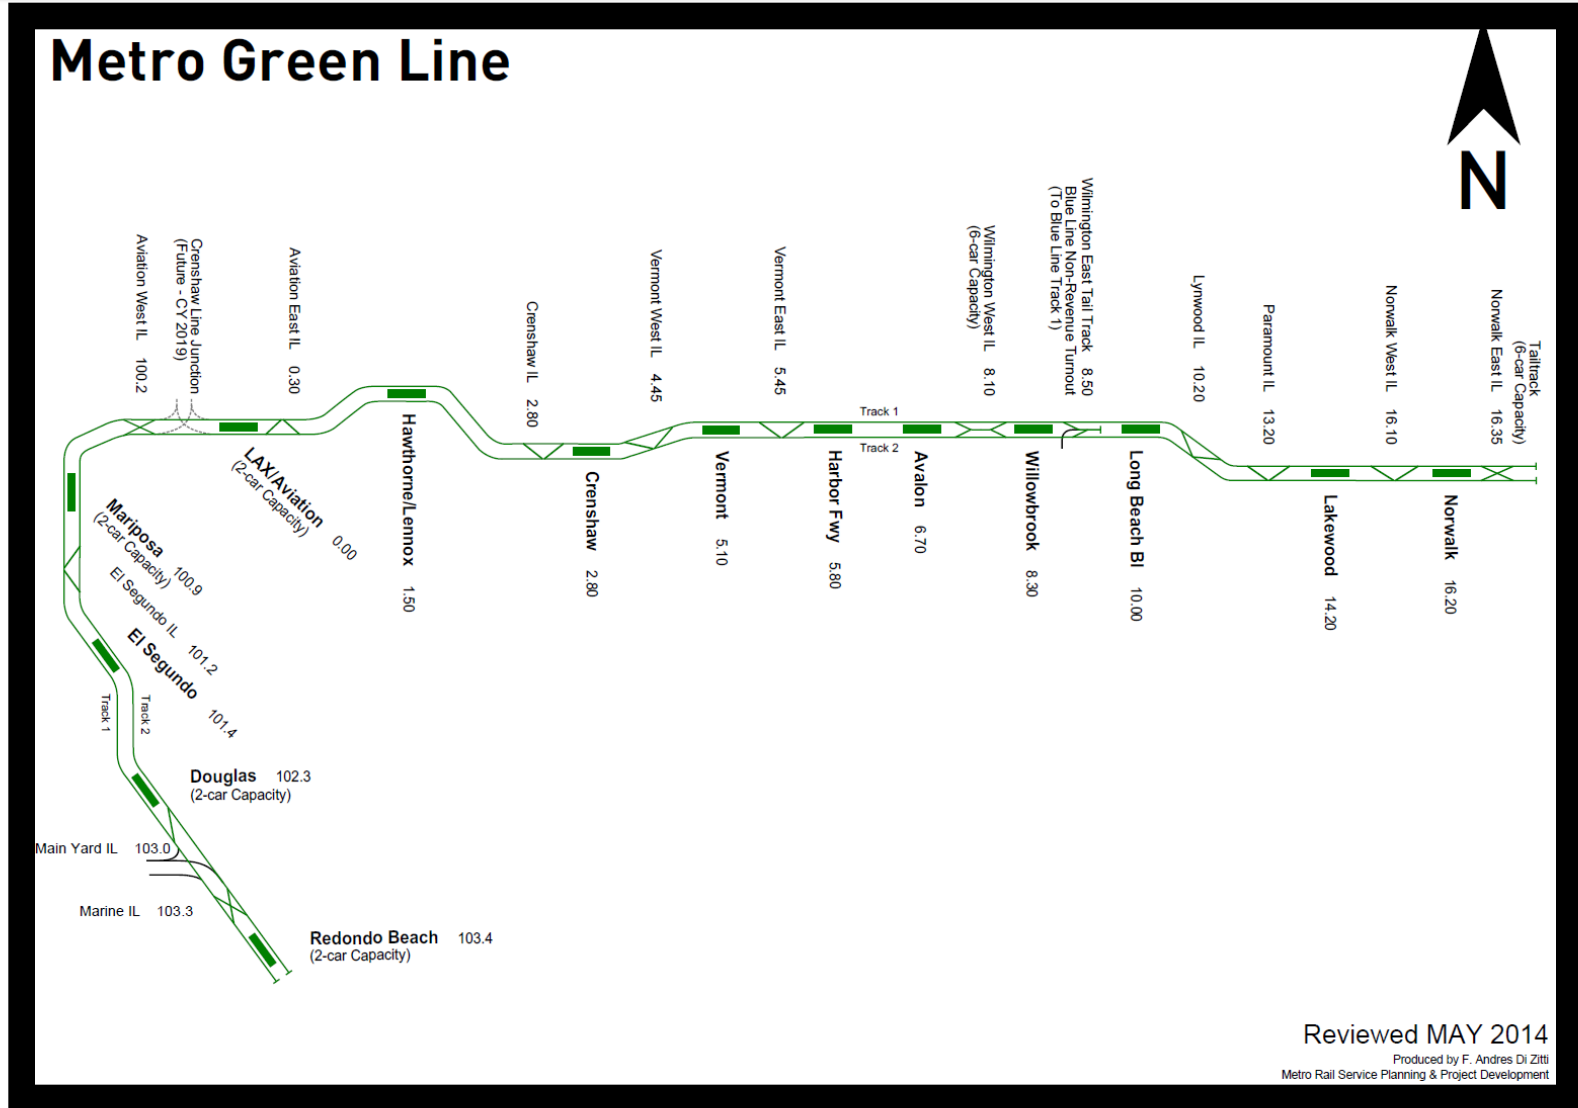 Metro Green Line
N
Aviation West IL 100.2
Crenshaw Line Junction
(Future - CY 2019)
Aviation East IL 0.30
Crenshaw IL 2.80
Vermont West IL 4.45
Vermont East IL 5.45
Wilmington West IL 8.10
(6-car Capacity)
Wilmington East Tail Track 8.50
Blue Line Non-Revenue Turnout
(To Blue Line Track 1)
Lynwood IL 10.20
Paramount IL 13.20
Norwalk West IL 16.10
Norwalk East IL 16.35
Tailtrack
(6-car Capacity)
Track 1
Track 2
LAX/Aviation 0.00
(2-car Capacity)
Hawthorne/Lennox 1.50
Crenshaw 2.80
Vermont 5.10
Harbor Fwy 5.80
Avalon 6.70
Willowbrook 8.30
Long Beach Bl 10.00
Lakewood 14.20
Norwalk 16.20
Mariposa 100.9
(2-car Capacity)
El Segundo IL 101.2
El Segundo 101.4
Track 1
Track 2
Douglas 102.3
(2-car Capacity)
Main Yard IL 103.0
Marine IL 103.3
Redondo Beach 103.4
(2-car Capacity)
Reviewed MAY 2014
Produced by F. Andres Di Zitti
Metro Rail Service Planning & Project Development